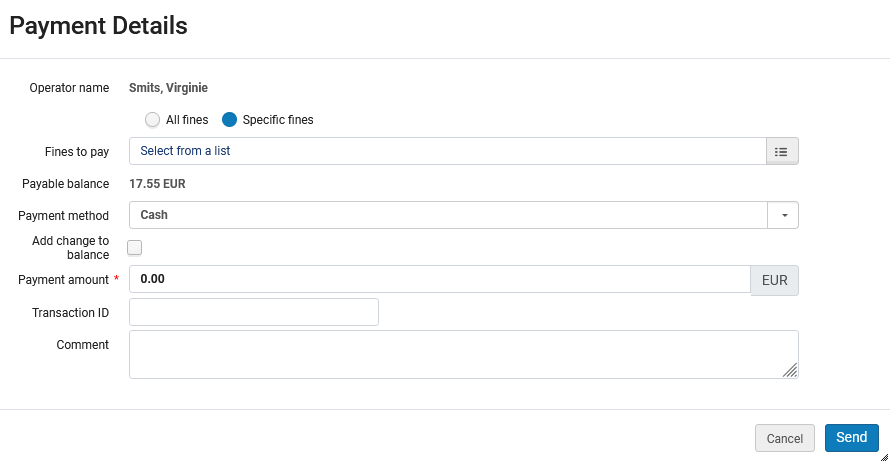 Payment Details
Operator name Smits, Virginie
All fines Specific fines
Fines to pay Select from a list
Payable balance 17.55 EUR
Payment method Cash
Add change to
balance
Payment amount * 0.00 EUR
Transaction ID
Comment
Cancel Send